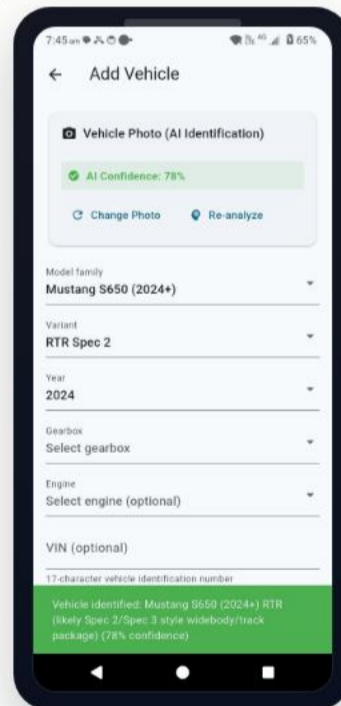 7:45 am 4G 65%
Add Vehicle
Vehicle Photo (AI Identification)
AI Confidence: 78%
Change Photo Re-analyze
Model family
Mustang S650 (2024+)
Variant
RTR Spec 2
Year
2024
Gearbox
Select gearbox
Engine
Select engine (optional)
VIN (optional)
17-character vehicle identification number
Vehicle identified: Mustang S650 (2024+) RTR
(likely Spec 2/Spec 3 style widebody/track
package) (78% confidence)